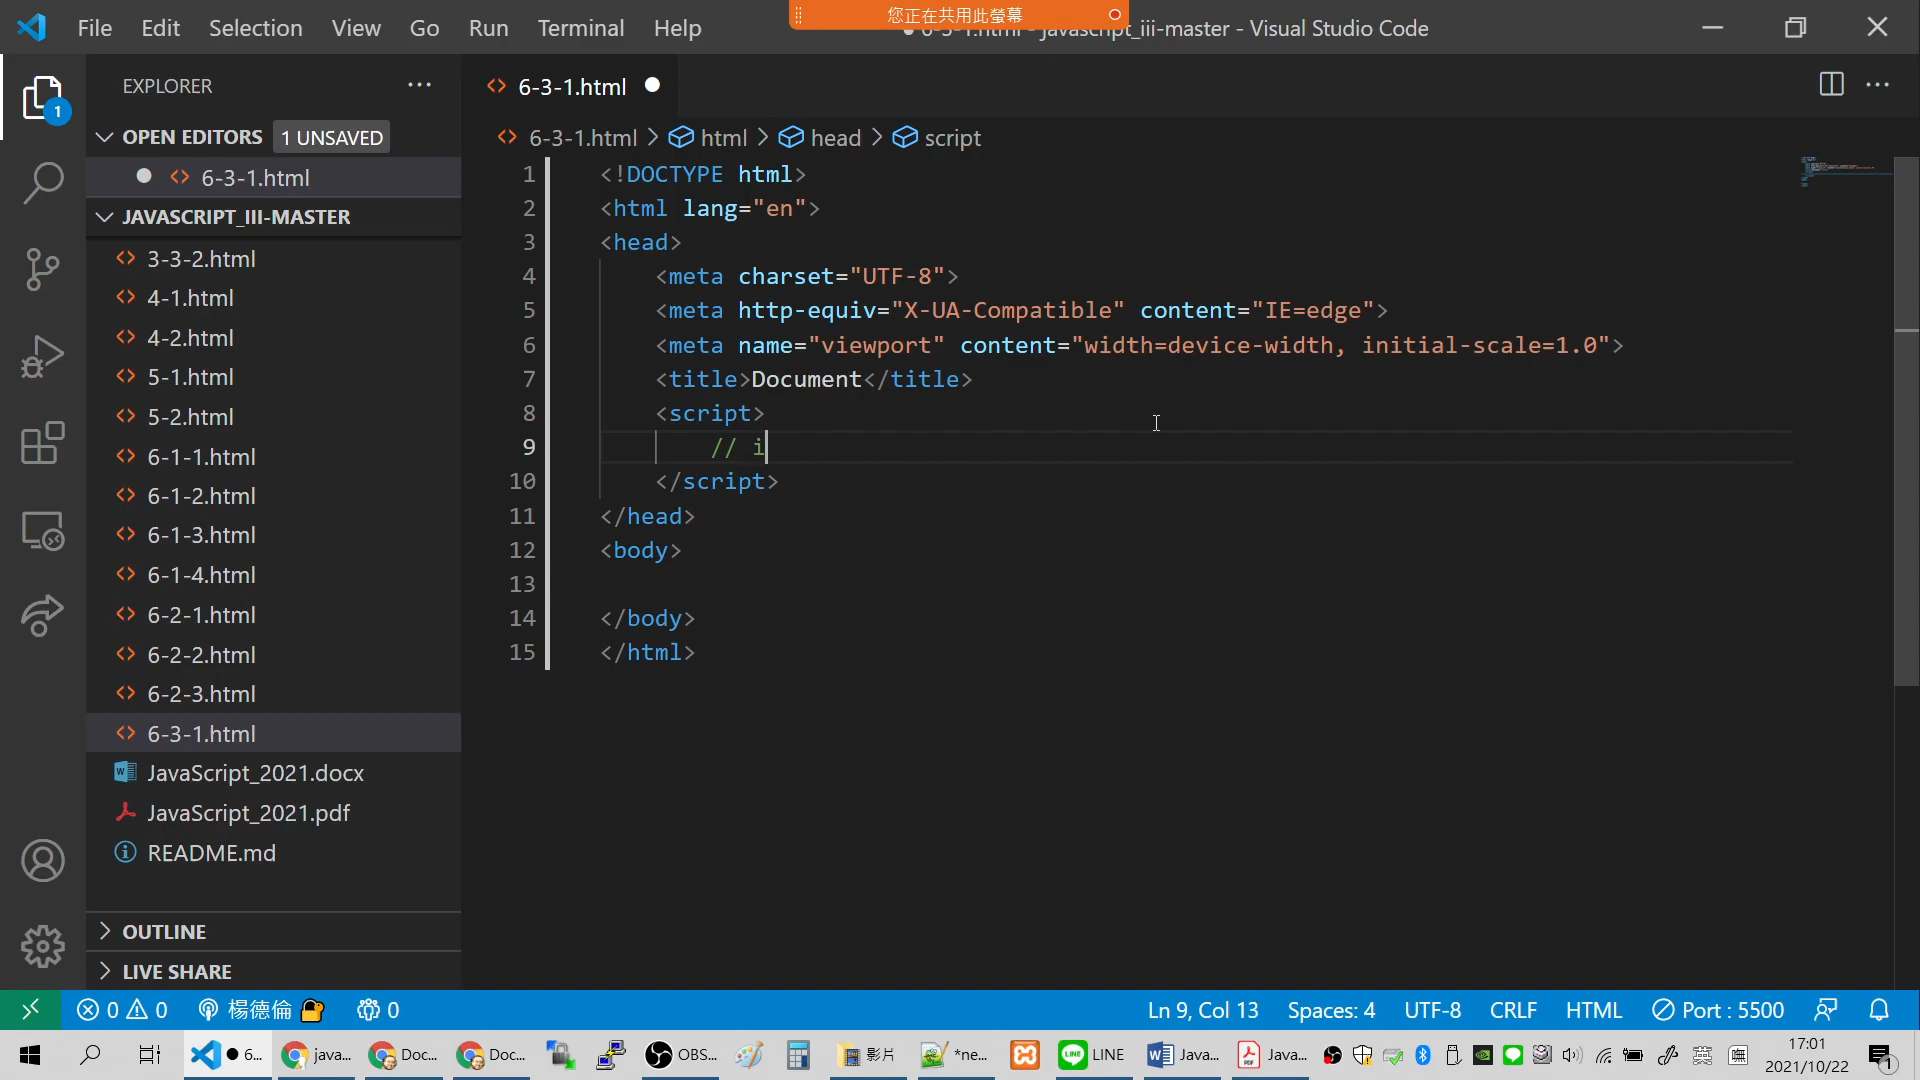 File Edit Selection View Go Run Terminal Help
您正在共用此螢幕
6-3-1.html - javascript_iii-master - Visual Studio Code
EXPLORER
1
OPEN EDITORS 1 UNSAVED
6-3-1.html
JAVASCRIPT_III-MASTER
3-3-2.html
4-1.html
4-2.html
5-1.html
5-2.html
6-1-1.html
6-1-2.html
6-1-3.html
6-1-4.html
6-2-1.html
6-2-2.html
6-2-3.html
6-3-1.html
JavaScript_2021.docx
JavaScript_2021.pdf
README.md
OUTLINE
LIVE SHARE
6-3-1.html
6-3-1.html > html > head > script
1 <!DOCTYPE html>
2 <html lang="en">
3 <head>
4 <meta charset="UTF-8">
5 <meta http-equiv="X-UA-Compatible" content="IE=edge">
6 <meta name="viewport" content="width=device-width, initial-scale=1.0">
7 <title>Document</title>
8 <script>
9 // i
10 </script>
11 </head>
12 <body>
13
14 </body>
15 </html>
0 0 楊德倫 0 Ln 9, Col 13 Spaces: 4 UTF-8 CRLF HTML Port : 5500
6... java... Doc... Doc... OBS... 影片 *ne... LINE Java... Java... 英 17:01
2021/10/22 1